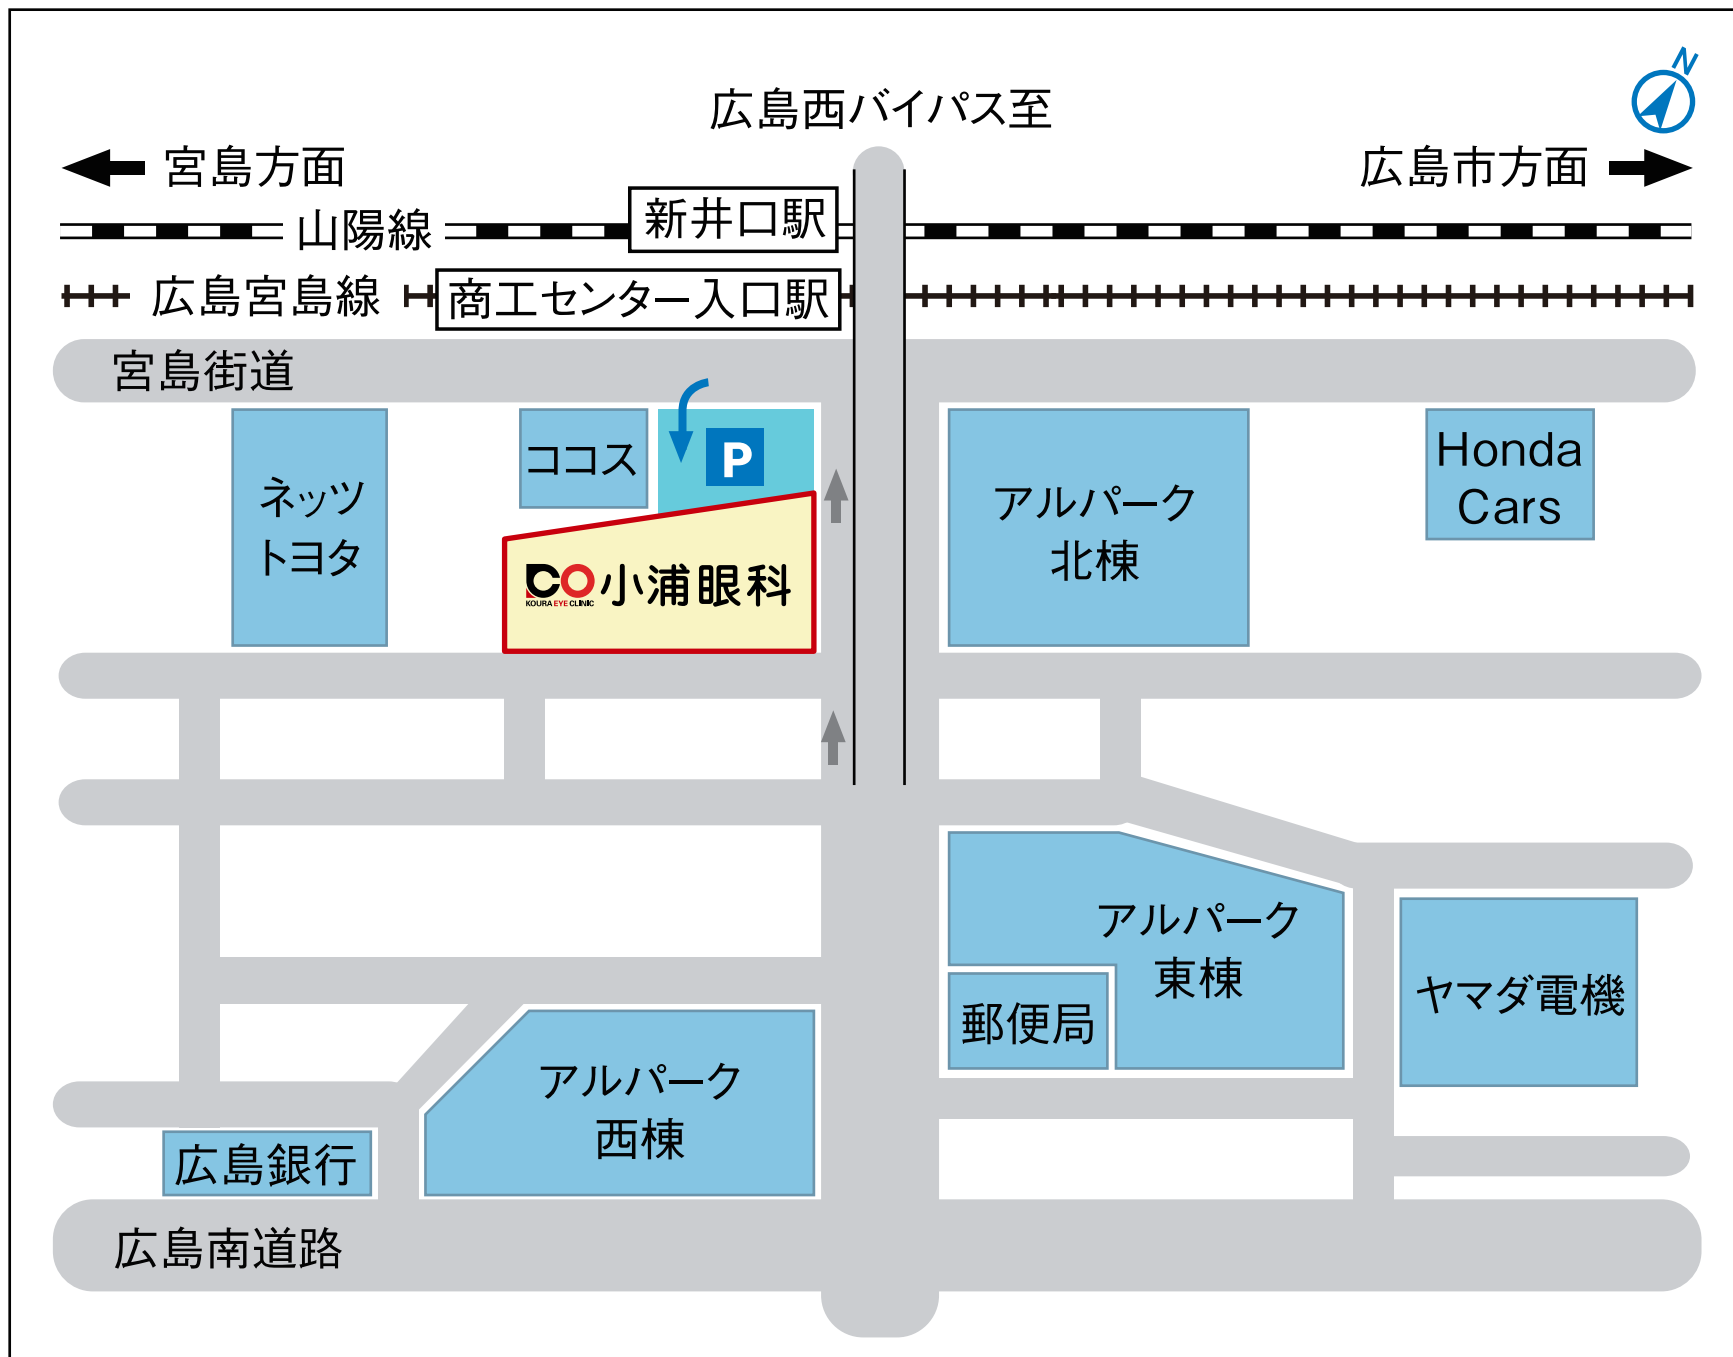 N
広島西バイパス至
宮島方面
広島市方面
新井口駅
山陽線
広島宮島線
商工センター入口駅
宮島街道
ココス
P
ネッツ
トヨタ
アルパーク
北棟
Honda
Cars
小浦眼科
KOURA EYE CLINIC
アルパーク
東棟
郵便局
ヤマダ電機
アルパーク
西棟
広島銀行
広島南道路